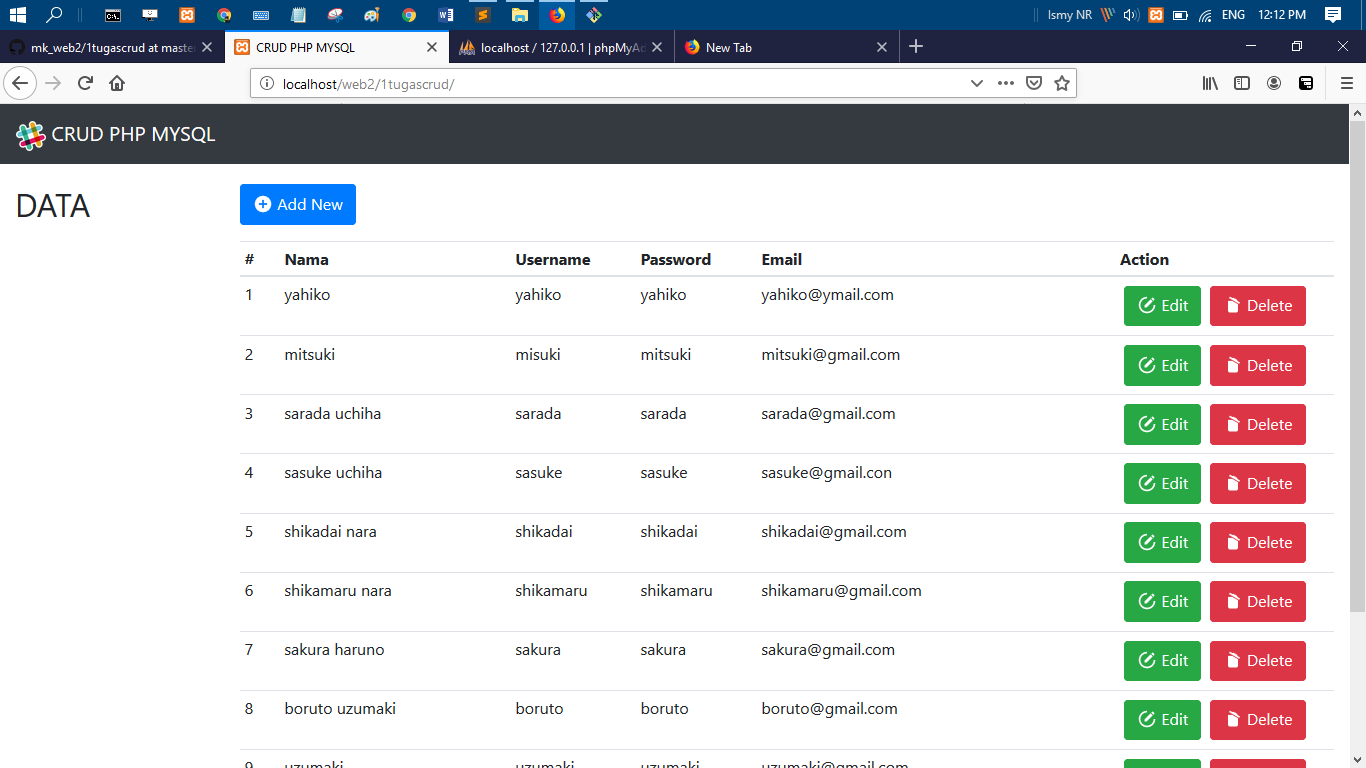 Ismy NR ENG 12:12 PM
mk_web2/1tugascrud at maste CRUD PHP MYSQL localhost / 127.0.0.1 | phpMyAd New Tab
localhost/web2/1tugascrud/
CRUD PHP MYSQL
DATA
Add New
# Nama Username Password Email Action
1 yahiko yahiko yahiko yahiko@ymail.com Edit Delete
2 mitsuki misuki mitsuki mitsuki@gmail.com Edit Delete
3 sarada uchiha sarada sarada sarada@gmail.com Edit Delete
4 sasuke uchiha sasuke sasuke sasuke@gmail.con Edit Delete
5 shikadai nara shikadai shikadai shikadai@gmail.com Edit Delete
6 shikamaru nara shikamaru shikamaru shikamaru@gmail.com Edit Delete
7 sakura haruno sakura sakura sakura@gmail.com Edit Delete
8 boruto uzumaki boruto boruto boruto@gmail.com Edit Delete
9 uzumaki uzumaki uzumaki uzumaki@gmail.com